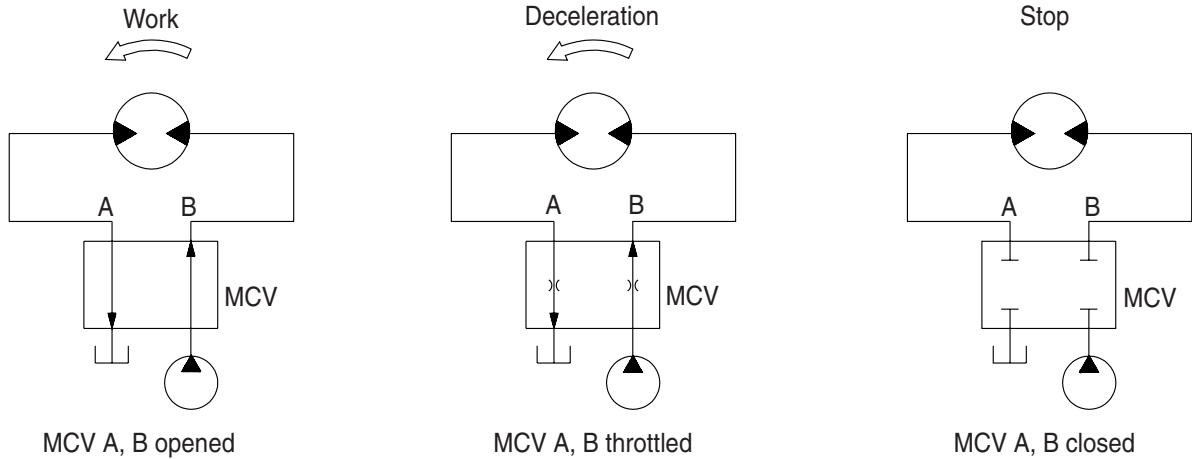 Work
Deceleration
Stop
A B
A B
A B
MCV
MCV
MCV
MCV A, B opened
MCV A, B throttled
MCV A, B closed